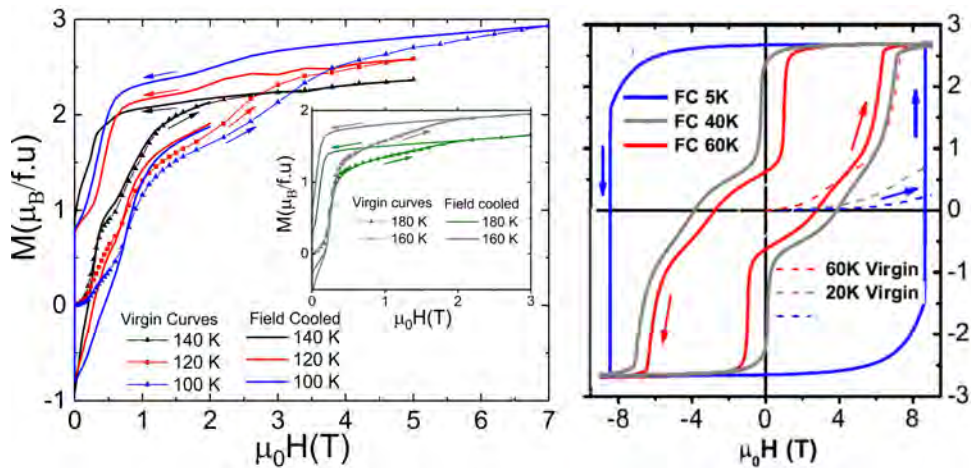 M(μB/f.u)
3
2
1
0
-1
0
1
2
3
4
5
6
7
μ0H(T)
Virgin Curves
Field Cooled
140 K
140 K
120 K
120 K
100 K
100 K
M(μB/f.u)
2
1
0
0
1
2
3
μ0H(T)
Virgin curves
Field cooled
180 K
180 K
160 K
160 K
FC 5K
FC 40K
FC 60K
60K Virgin
20K Virgin
3
2
1
0
-1
-2
-3
-8
-4
0
4
8
μ0H (T)